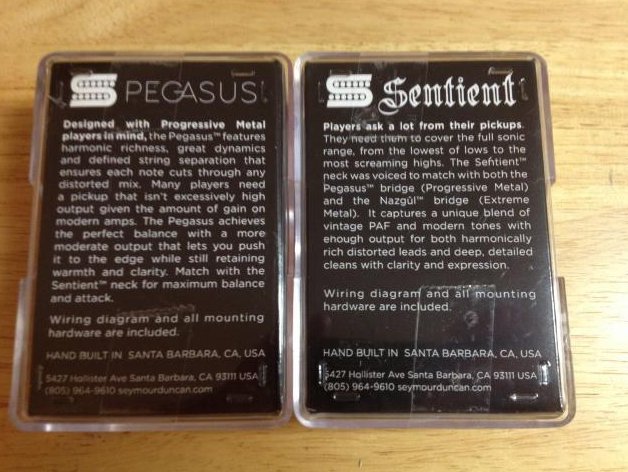 PEGASUS
Designed with Progressive Metal
players in mind, the Pegasus™ features
harmonic richness, great dynamics
and defined string separation that
ensures each note cuts through any
distorted mix. Many players need
a pickup that isn't excessively high
output given the amount of gain on
modern amps. The Pegasus achieves
the perfect balance with a more
moderate output that lets you push
it to the edge while still retaining
warmth and clarity. Match with the
Sentient™ neck for maximum balance
and attack.
Wiring diagram and all mounting
hardware are included.
HAND BUILT IN SANTA BARBARA, CA, USA
5427 Hollister Ave Santa Barbara, CA 93111 USA
(805) 964-9610 seymourduncan.com
Sentient
Players ask a lot from their pickups.
They need them to cover the full sonic
range, from the lowest of lows to the
most screaming highs. The Sentient™
neck was voiced to match with both the
Pegasus™ bridge (Progressive Metal)
and the Nazgûl™ bridge (Extreme
Metal). It captures a unique blend of
vintage PAF and modern tones with
enough output for both harmonically
rich distorted leads and deep, detailed
cleans with clarity and expression.
Wiring diagram and all mounting
hardware are included.
HAND BUILT IN SANTA BARBARA, CA, USA
5427 Hollister Ave Santa Barbara, CA 93111 USA
(805) 964-9610 seymourduncan.com